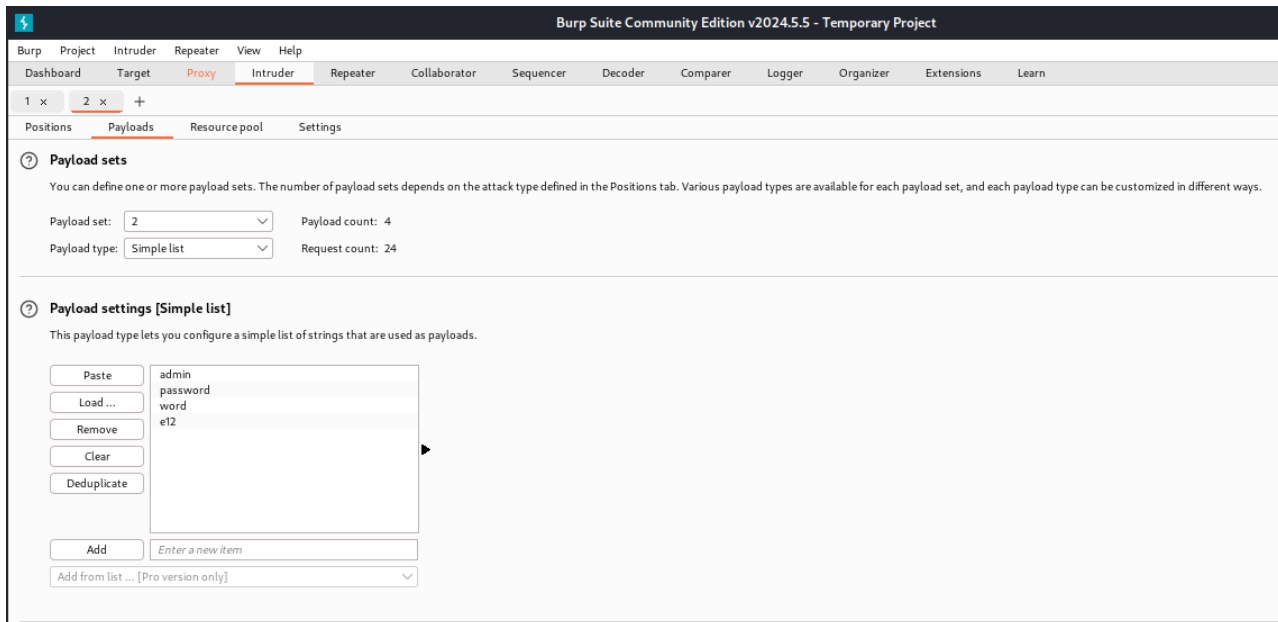 Burp Suite Community Edition v2024.5.5 - Temporary Project
Burp Project Intruder Repeater View Help
Dashboard Target Proxy Intruder Repeater Collaborator Sequencer Decoder Comparer Logger Organizer Extensions Learn
1 × 2 × +
Positions Payloads Resource pool Settings
? Payload sets
You can define one or more payload sets. The number of payload sets depends on the attack type defined in the Positions tab. Various payload types are available for each payload set, and each payload type can be customized in different ways.
Payload set: 2 Payload count: 4
Payload type: Simple list Request count: 24
? Payload settings [Simple list]
This payload type lets you configure a simple list of strings that are used as payloads.
Paste
Load ...
Remove
Clear
Deduplicate
admin
password
word
e12
Add Enter a new item
Add from list ... [Pro version only]